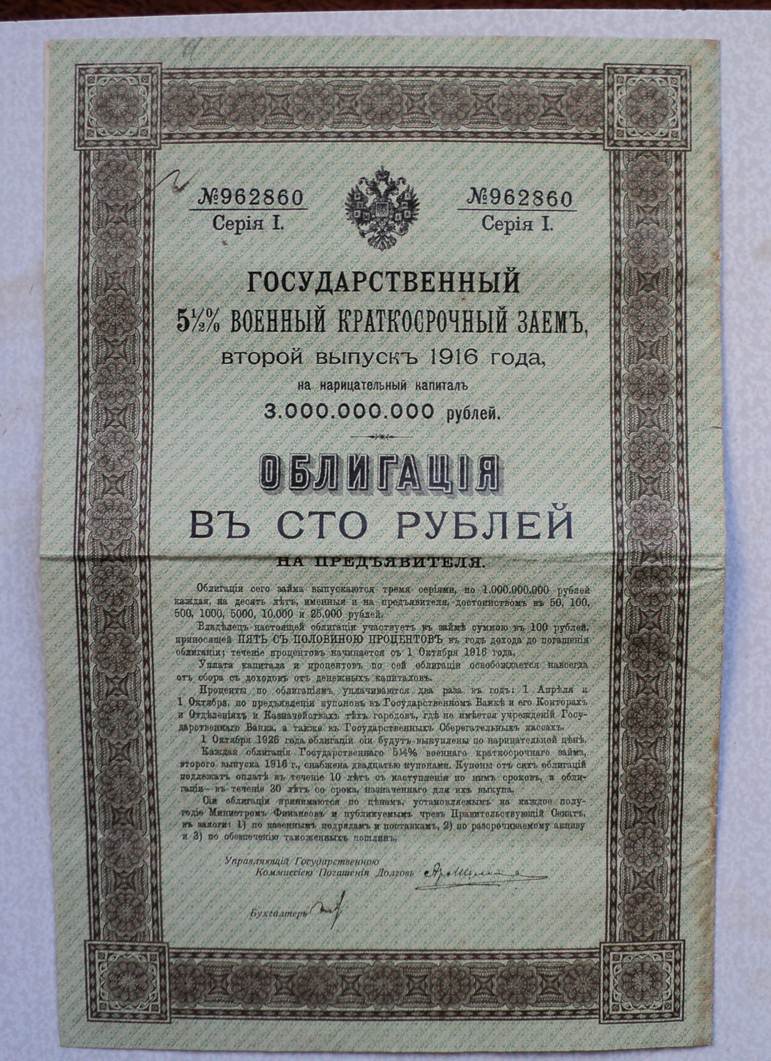 №962860
Серія I.
№962860
Серія I.
ГОСУДАРСТВЕННЫЙ
5½% ВОЕННЫЙ КРАТКОСРОЧНЫЙ ЗАЕМЪ,
второй выпускъ 1916 года,
на нарицательный капиталъ
3.000.000.000 рублей.
ОБЛИГАЦІЯ
ВЪ СТО РУБЛЕЙ
НА ПРЕДЪЯВИТЕЛЯ.
Облигаціи сего займа выпускаются тремя серіями, по 1.000.000.000 рублей
каждая, на десять лѣтъ, именныя и на предъявителя, достоинствомъ въ 50, 100,
500, 1000, 5000, 10.000 и 25.000 рублей.
Владѣлецъ настоящей облигаціи участвуетъ въ займѣ суммою въ 100 рублей,
приносящей ПЯТЬ СЪ ПОЛОВИНОЮ ПРОЦЕНТОВЪ въ годъ дохода до погашенія
облигаціи; теченіе процентовъ начинается съ 1 Октября 1916 года.
Уплата капитала и процентовъ по сей облигаціи освобождается навсегда
отъ сбора съ доходовъ отъ денежныхъ капиталовъ.
Проценты по облигаціямъ уплачиваются два раза въ годъ: 1 Апрѣля и
1 Октября, по предъявленіи купоновъ въ Государственномъ Банкѣ и его Конторахъ
и Отдѣленіяхъ и Казначействахъ тѣхъ городовъ, гдѣ не имѣется учрежденій Госу-
дарственнаго Банка, а также въ Государственныхъ Сберегательныхъ кассахъ.
1 Октября 1926 года облигаціи сіи будутъ выкуплены по нарицательной цѣнѣ.
Каждая облигація Государственнаго 5½% военнаго краткосрочнаго займа,
второго выпуска 1916 г., снабжена двадцатью купонами. Купоны отъ сихъ облигацій
подлежатъ оплатѣ въ теченіе 10 лѣтъ съ наступленія по нимъ сроковъ, а обли-
гаціи— въ теченіе 30 лѣтъ со срока, назначеннаго для ихъ выкупа.
Сіи облигаціи принимаются по цѣнамъ, установляемымъ на каждое полу-
годіе Министромъ Финансовъ и публикуемымъ чрезъ Правительствующій Сенатъ,
въ залоги: 1) по казеннымъ подрядамъ и поставкамъ, 2) по разсрочиваемому акцизу
и 3) по обезпеченію таможенныхъ пошлинъ.
Управляющій Государственною
Коммиссіею Погашенія Долговъ
Бухгалтеръ